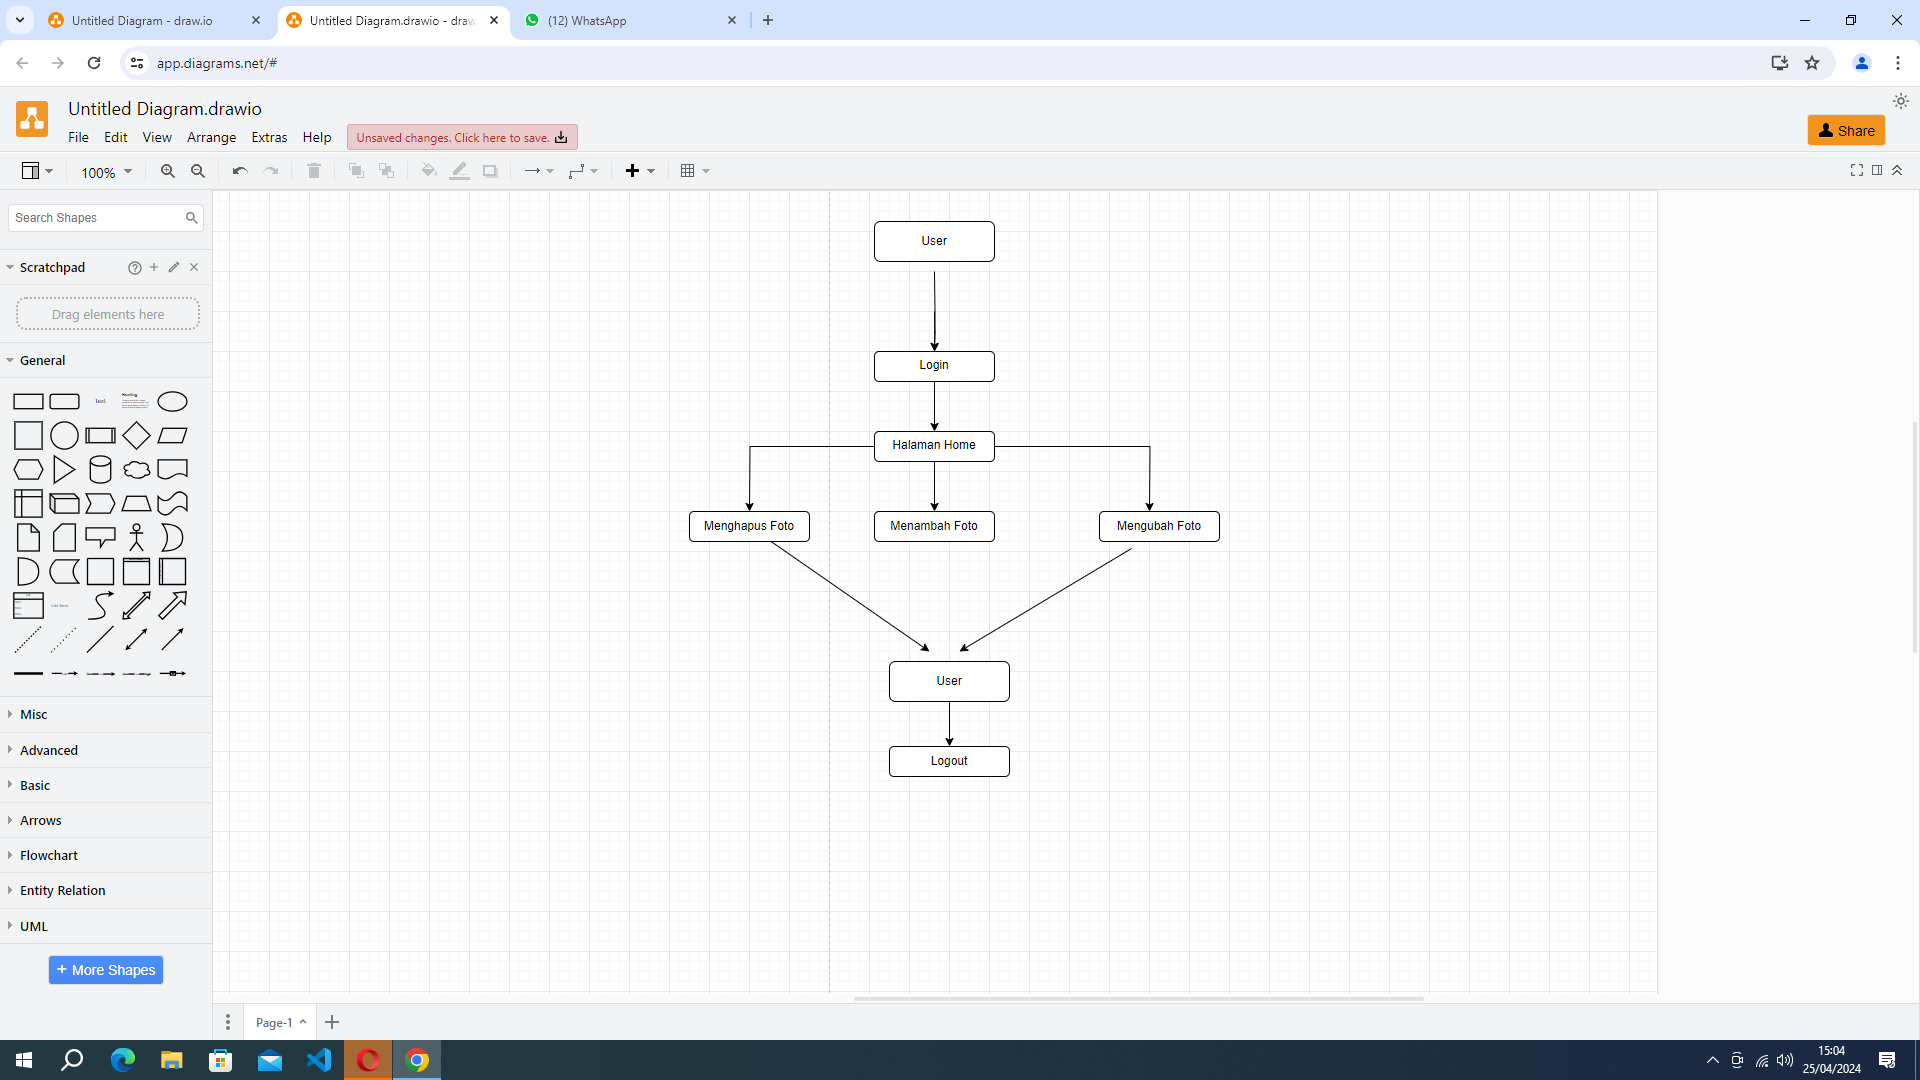 Untitled Diagram - draw.io
Untitled Diagram.drawio - draw
(12) WhatsApp
app.diagrams.net/#
Untitled Diagram.drawio
File Edit View Arrange Extras Help
Unsaved changes. Click here to save.
Share
100%
Search Shapes
Scratchpad
Drag elements here
General
Text
Heading
Misc
Advanced
Basic
Arrows
Flowchart
Entity Relation
UML
+ More Shapes
User
Login
Halaman Home
Menghapus Foto
Menambah Foto
Mengubah Foto
User
Logout
Page-1
15:04
25/04/2024